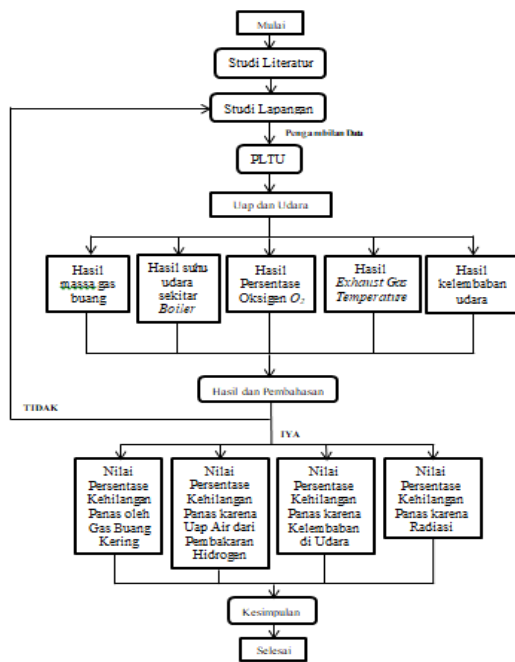 Mulai
Studi Literatur
Studi Lapangan
Pengambilan Data
PLTU
Uap dan Udara
Hasil
massa gas
buang
Hasil suhu
udara
sekitar
Boiler
Hasil
Persentase
Oksigen O₂
Hasil
Exhaust Gas
Temperature
Hasil
kelembaban
udara
Hasil dan Pembahasan
TIDAK
IYA
Nilai
Persentase
Kehilangan
Panas oleh
Gas Buang
Kering
Nilai
Persentase
Kehilangan
Panas karena
Uap Air dari
Pembakaran
Hidrogen
Nilai
Persentase
Kehilangan
Panas karena
Kelembaban
di Udara
Nilai
Persentase
Kehilangan
Panas karena
Radiasi
Kesimpulan
Selesai